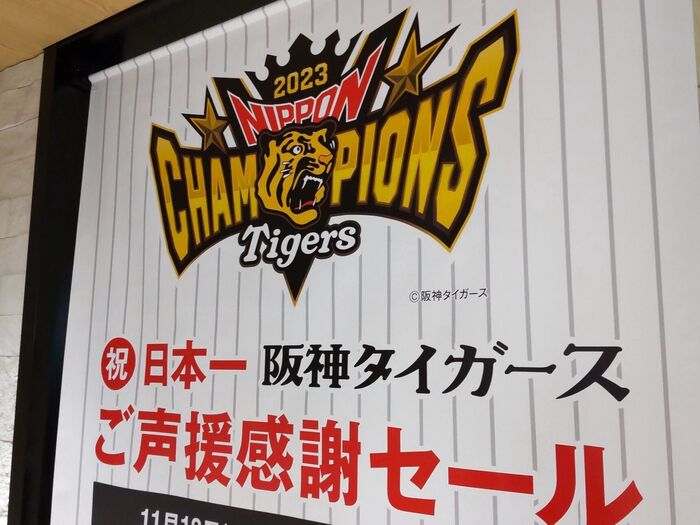 2023
NIPPON
CHAMPIONS
Tigers
©阪神タイガース
祝 日本一 阪神タイガース
ご声援感謝セール